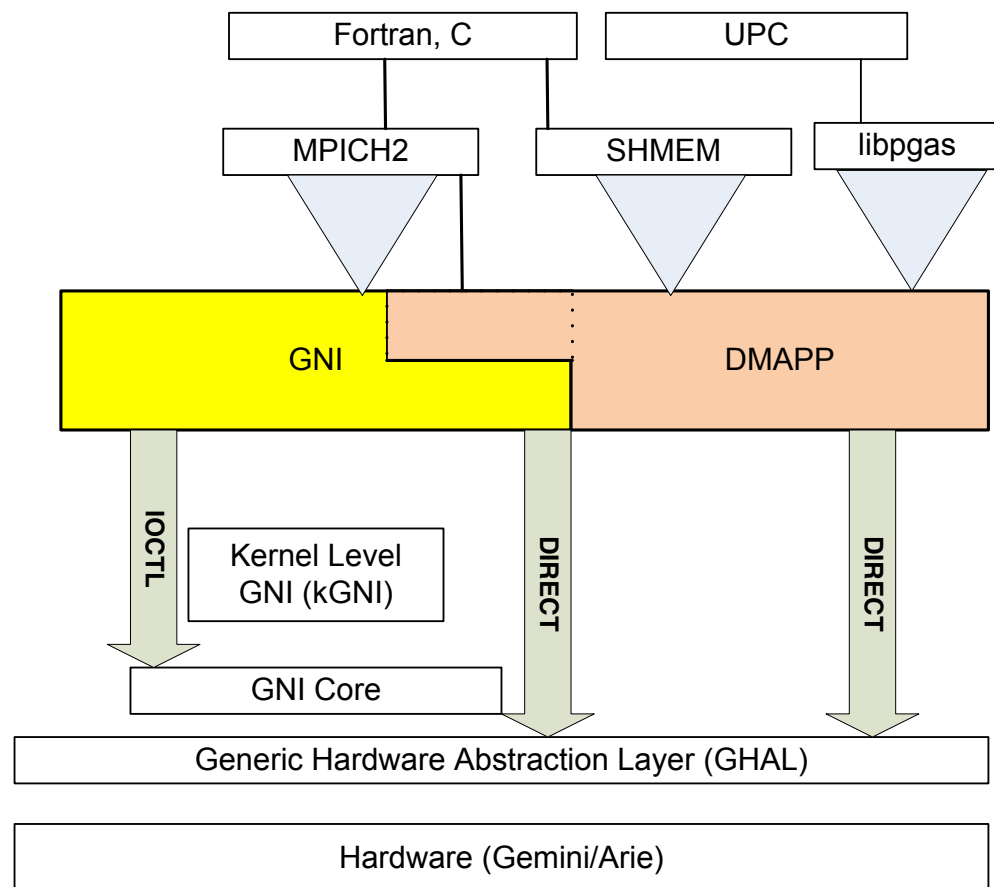 Fortran, C
UPC
MPICH2
SHMEM
libpgas
GNI
DMAPP
IOCTL
Kernel Level
GNI (kGNI)
DIRECT
DIRECT
GNI Core
Generic Hardware Abstraction Layer (GHAL)
Hardware (Gemini/Arie)